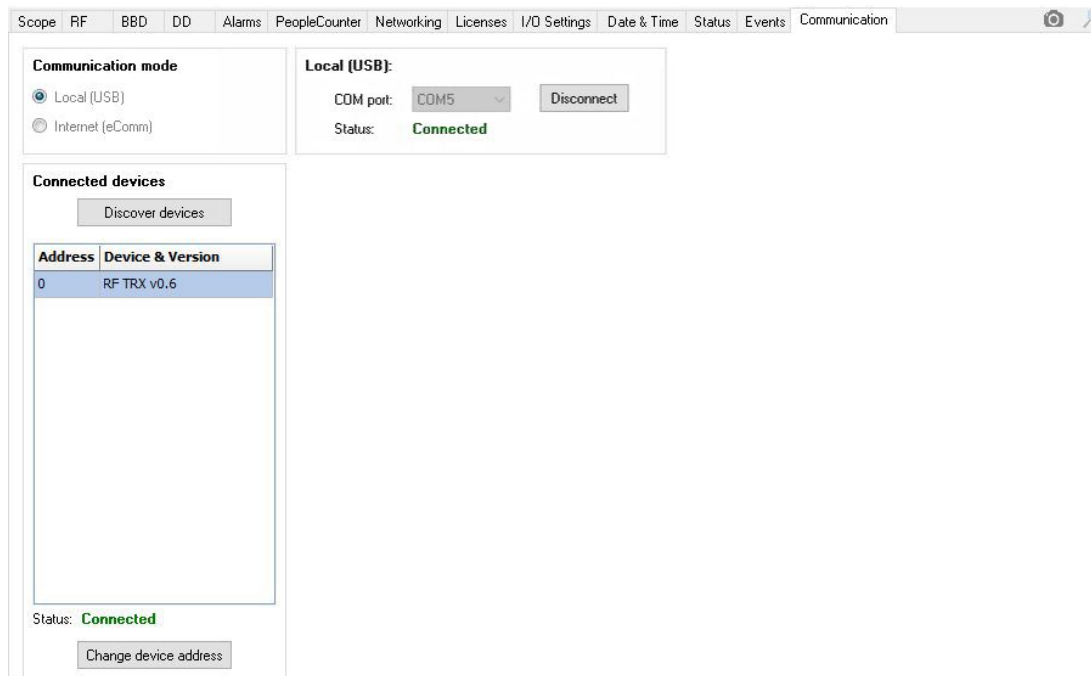 Scope RF BBD DD Alarms PeopleCounter Networking Licenses I/O Settings Date & Time Status Events Communication
Communication mode
Local (USB)
Internet (eComm)
Local (USB):
COM port: COM5 Disconnect
Status: Connected
Connected devices
Discover devices
Address Device & Version
0 RF TRX v0.6
Status: Connected
Change device address